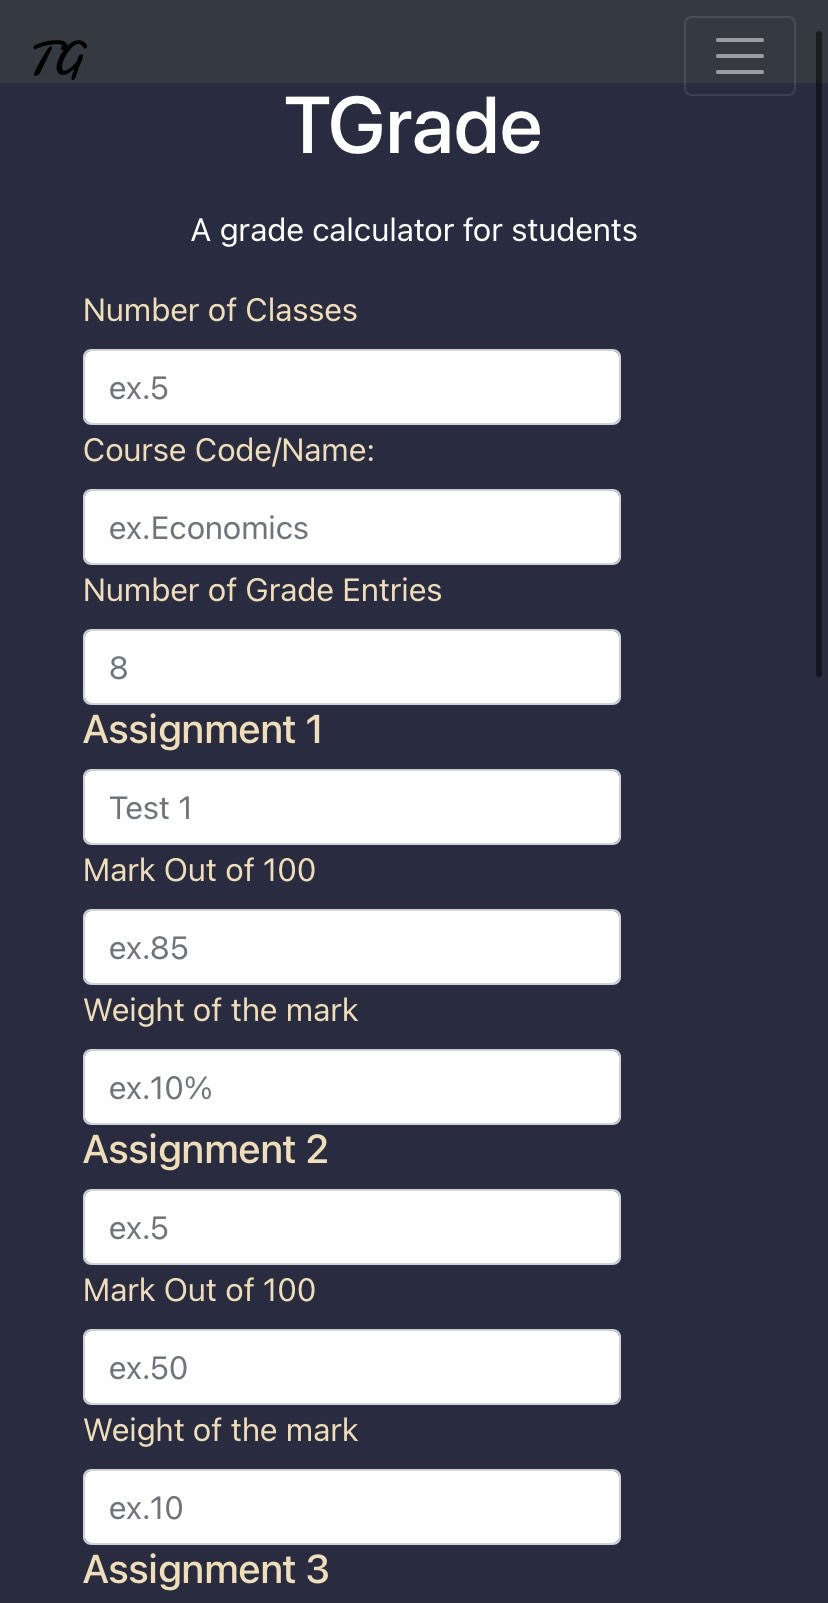 TG
TGrade
A grade calculator for students
Number of Classes
ex.5
Course Code/Name:
ex.Economics
Number of Grade Entries
8
Assignment 1
Test 1
Mark Out of 100
ex.85
Weight of the mark
ex.10%
Assignment 2
ex.5
Mark Out of 100
ex.50
Weight of the mark
ex.10
Assignment 3